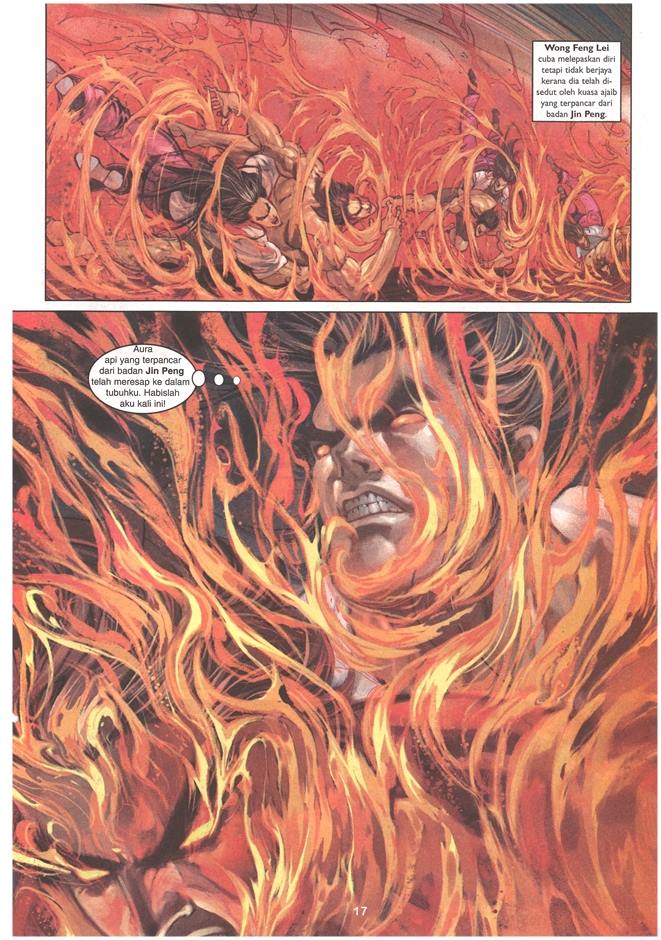 Wong Feng Lei
cuba melepaskan diri
tetapi tidak berjaya
kerana dia telah di-
sedut oleh kuasa ajaib
yang terpancar dari
badan Jin Peng.
Aura
api yang terpancar
dari badan Jin Peng
telah meresap ke dalam
tubuhku. Habislah
aku kali ini!
17